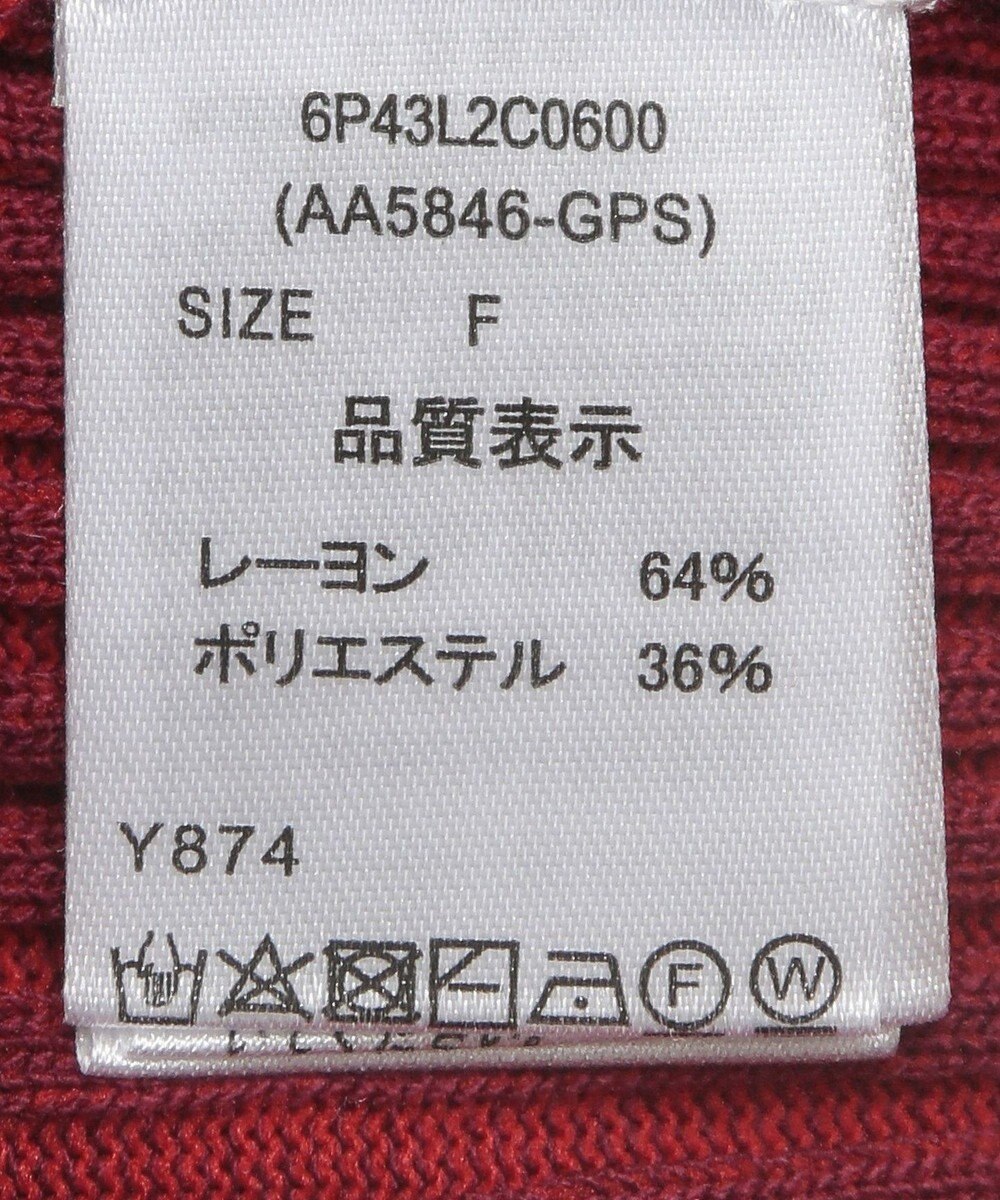 6P43L2C0600
(AA5846-GPS)
SIZE F
品質表示
レーヨン 64%
ポリエステル 36%
Y874
F W